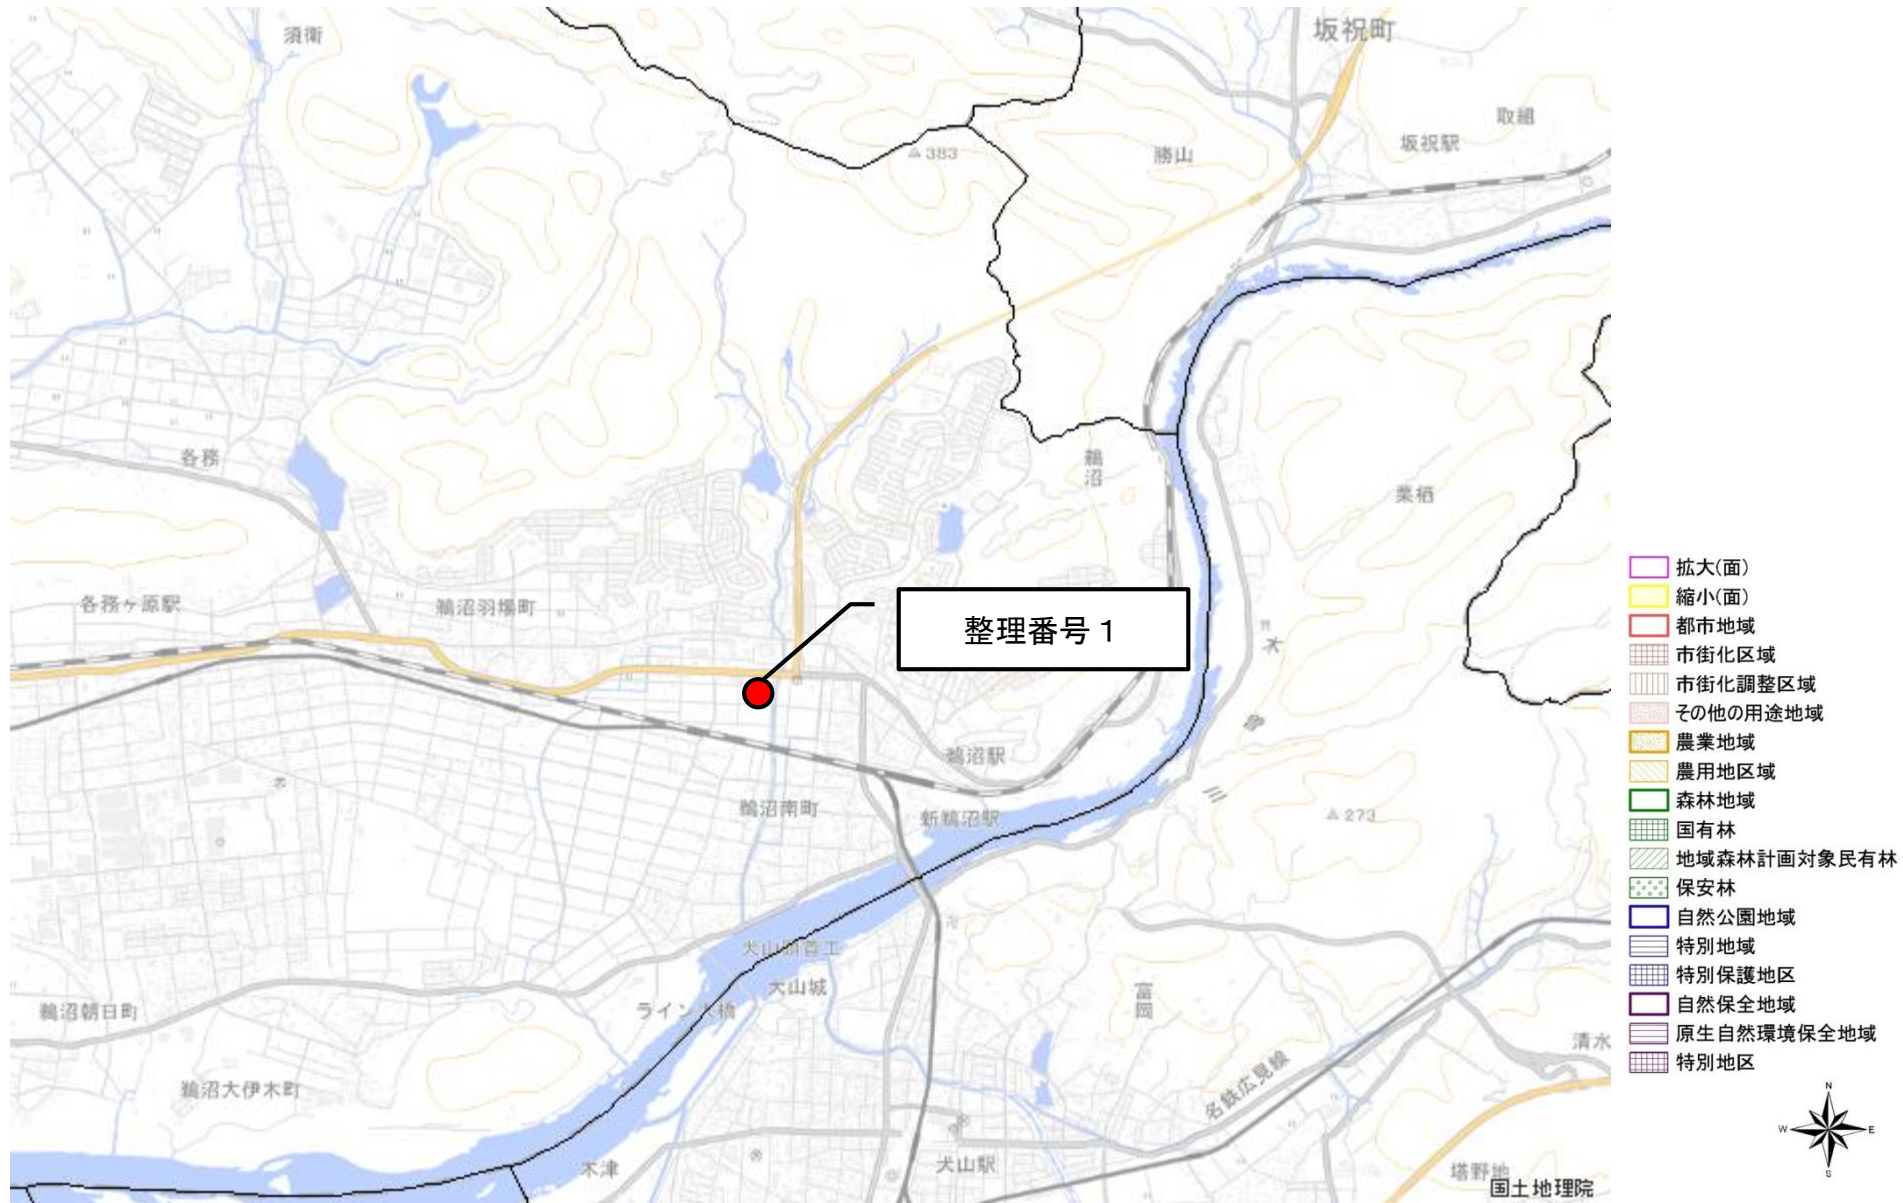 須衛
坂祝町
取組
坂祝駅
勝山
△383
各務
鵜沼
栗栖
各務ヶ原駅
鵜沼羽場町
整理番号１
木
曽
川
鵜沼駅
鵜沼南町
新鵜沼駅
△273
犬山頭首工
犬山城
ライン大橋
富岡
鵜沼朝日町
清水
鵜沼大伊木町
名鉄広見線
木津
犬山駅
塔野地
国土地理院
拡大(面)
縮小(面)
都市地域
市街化区域
市街化調整区域
その他の用途地域
農業地域
農用地区域
森林地域
国有林
地域森林計画対象民有林
保安林
自然公園地域
特別地域
特別保護地区
自然保全地域
原生自然環境保全地域
特別地区
N
W
E
S